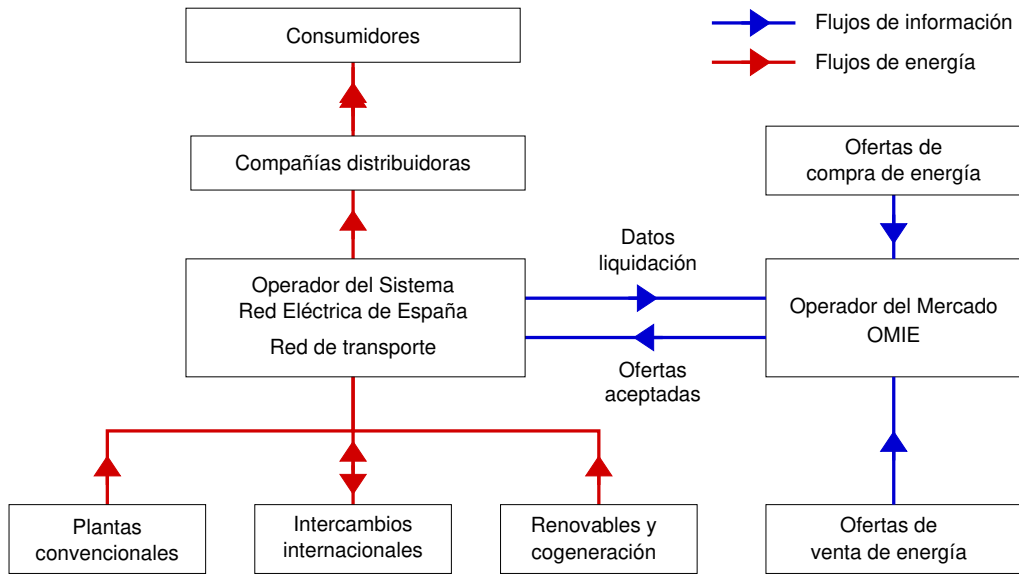 Consumidores
Flujos de información
Flujos de energía
Compañías distribuidoras
Ofertas de
compra de energía
Datos
liquidación
Operador del Sistema
Red Eléctrica de España
Red de transporte
Operador del Mercado
OMIE
Ofertas
aceptadas
Plantas
convencionales
Intercambios
internacionales
Renovables y
cogeneración
Ofertas de
venta de energía